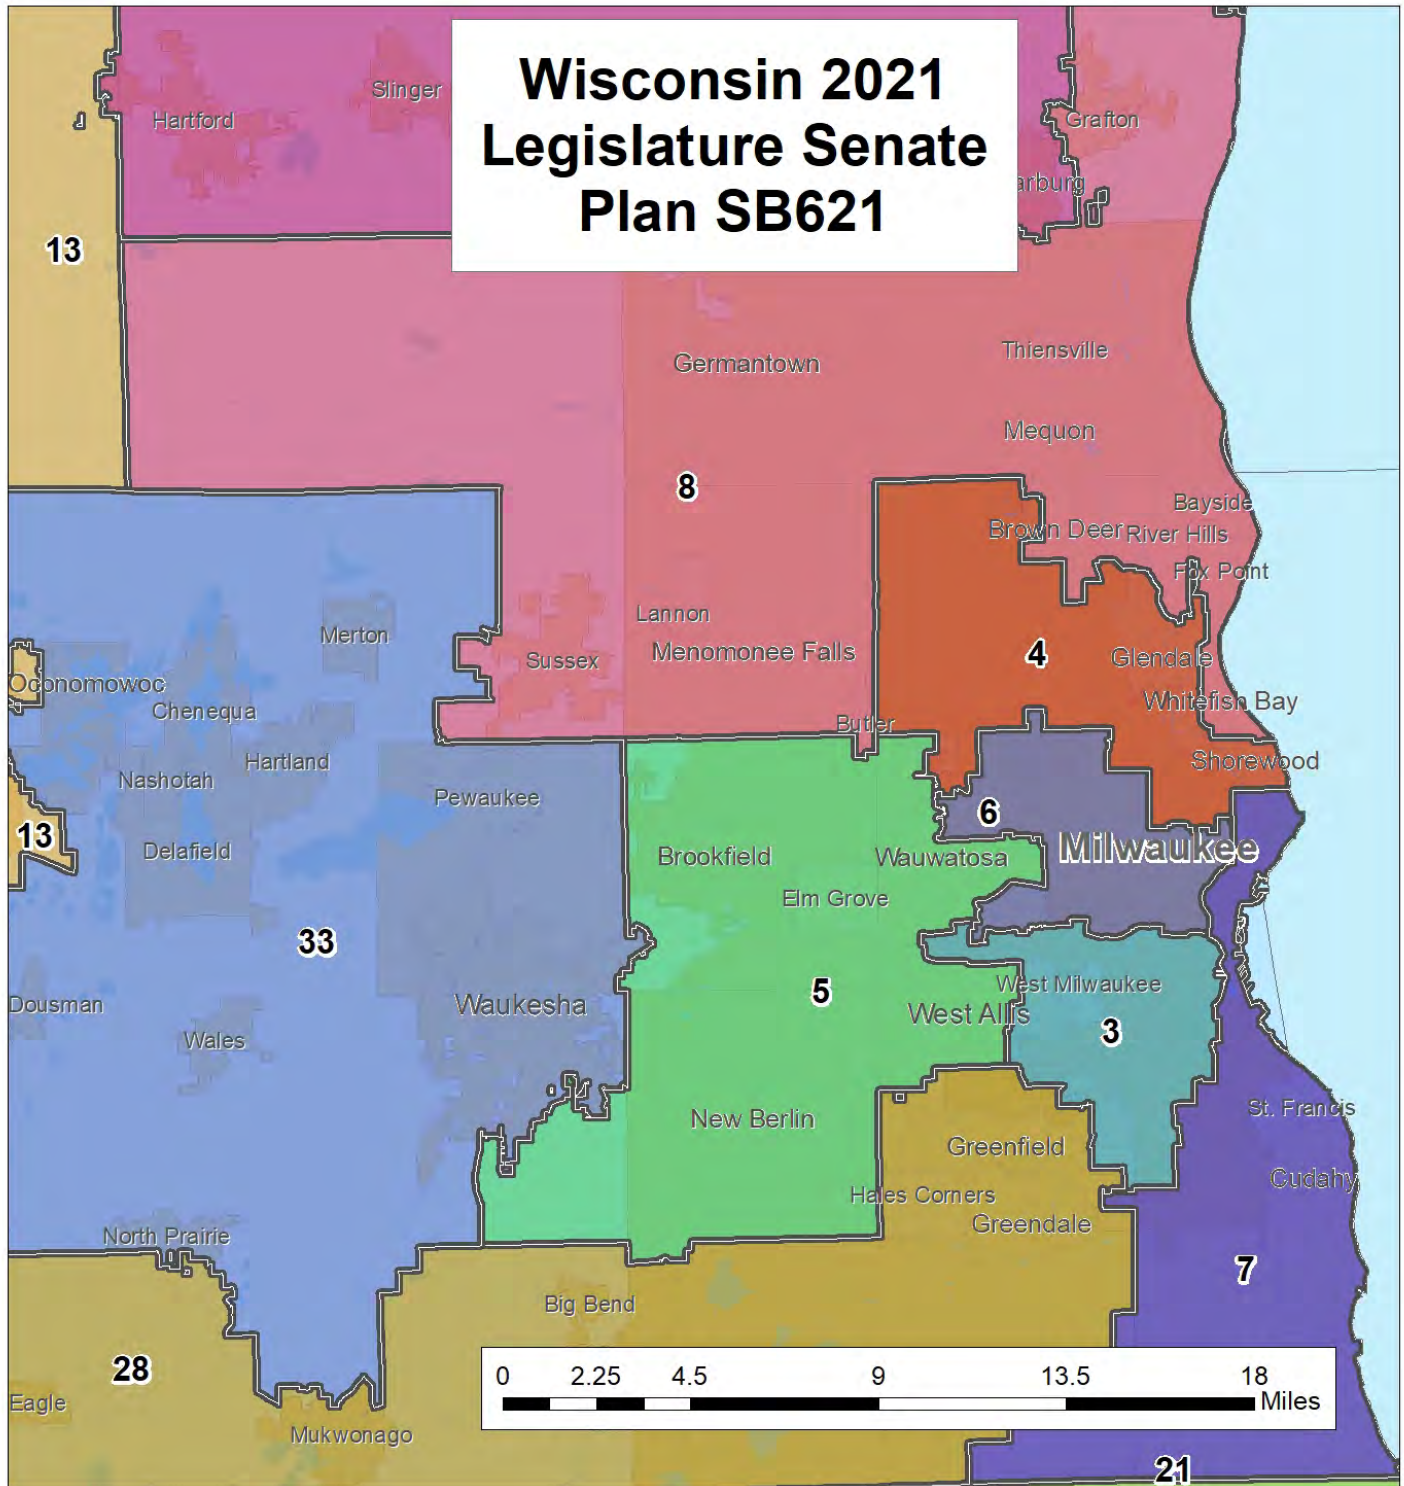 Wisconsin 2021
Legislature Senate
Plan SB621
Slinger
Hartford
Grafton
arburg
13
Germantown
Thiensville
Mequon
8
Bayside
Brown Deer
River Hills
Fox Point
Lannon
Merton
Menomonee Falls
4
Glendale
Sussex
Oconomowoc
Chenequa
Whitefish Bay
Butler
Hartland
Shorewood
Nashotah
Pewaukee
6
13
Delafield
Brookfield
Wauwatosa
Milwaukee
Elm Grove
33
5
West Milwaukee
Dousman
Waukesha
West Allis
3
Wales
St. Francis
New Berlin
Greenfield
Cudahy
Hales Corners
Greendale
North Prairie
7
Big Bend
28
0 2.25 4.5 9 13.5 18
Miles
Eagle
Mukwonago
21